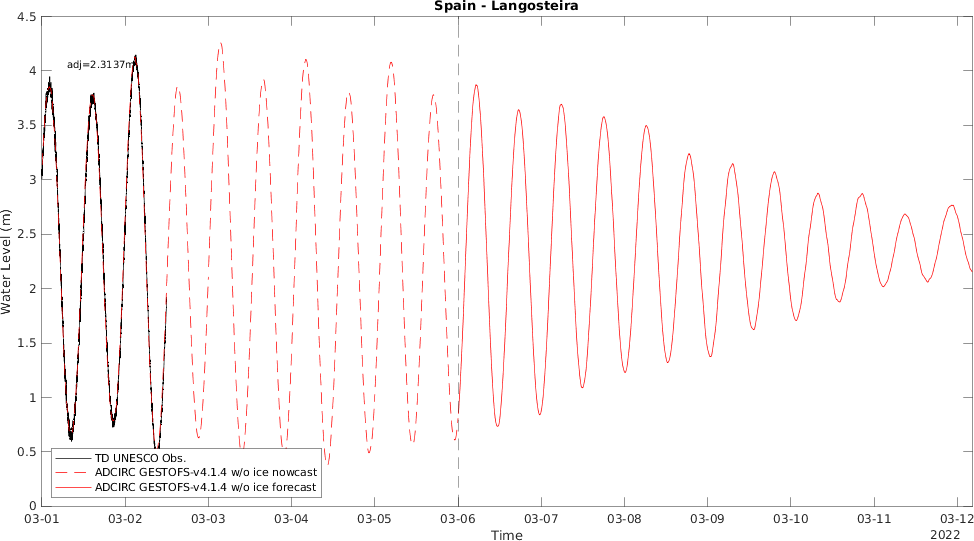 Spain - Langosteira
4.5
4
3.5
3
2.5
2
1.5
1
0.5
0
Water Level (m)
adj=2.3137m
TD UNESCO Obs.
ADCIRC GESTOFS-v4.1.4 w/o ice nowcast
ADCIRC GESTOFS-v4.1.4 w/o ice forecast
03-01 03-02 03-03 03-04 03-05 03-06 03-07 03-08 03-09 03-10 03-11 03-12
2022
Time